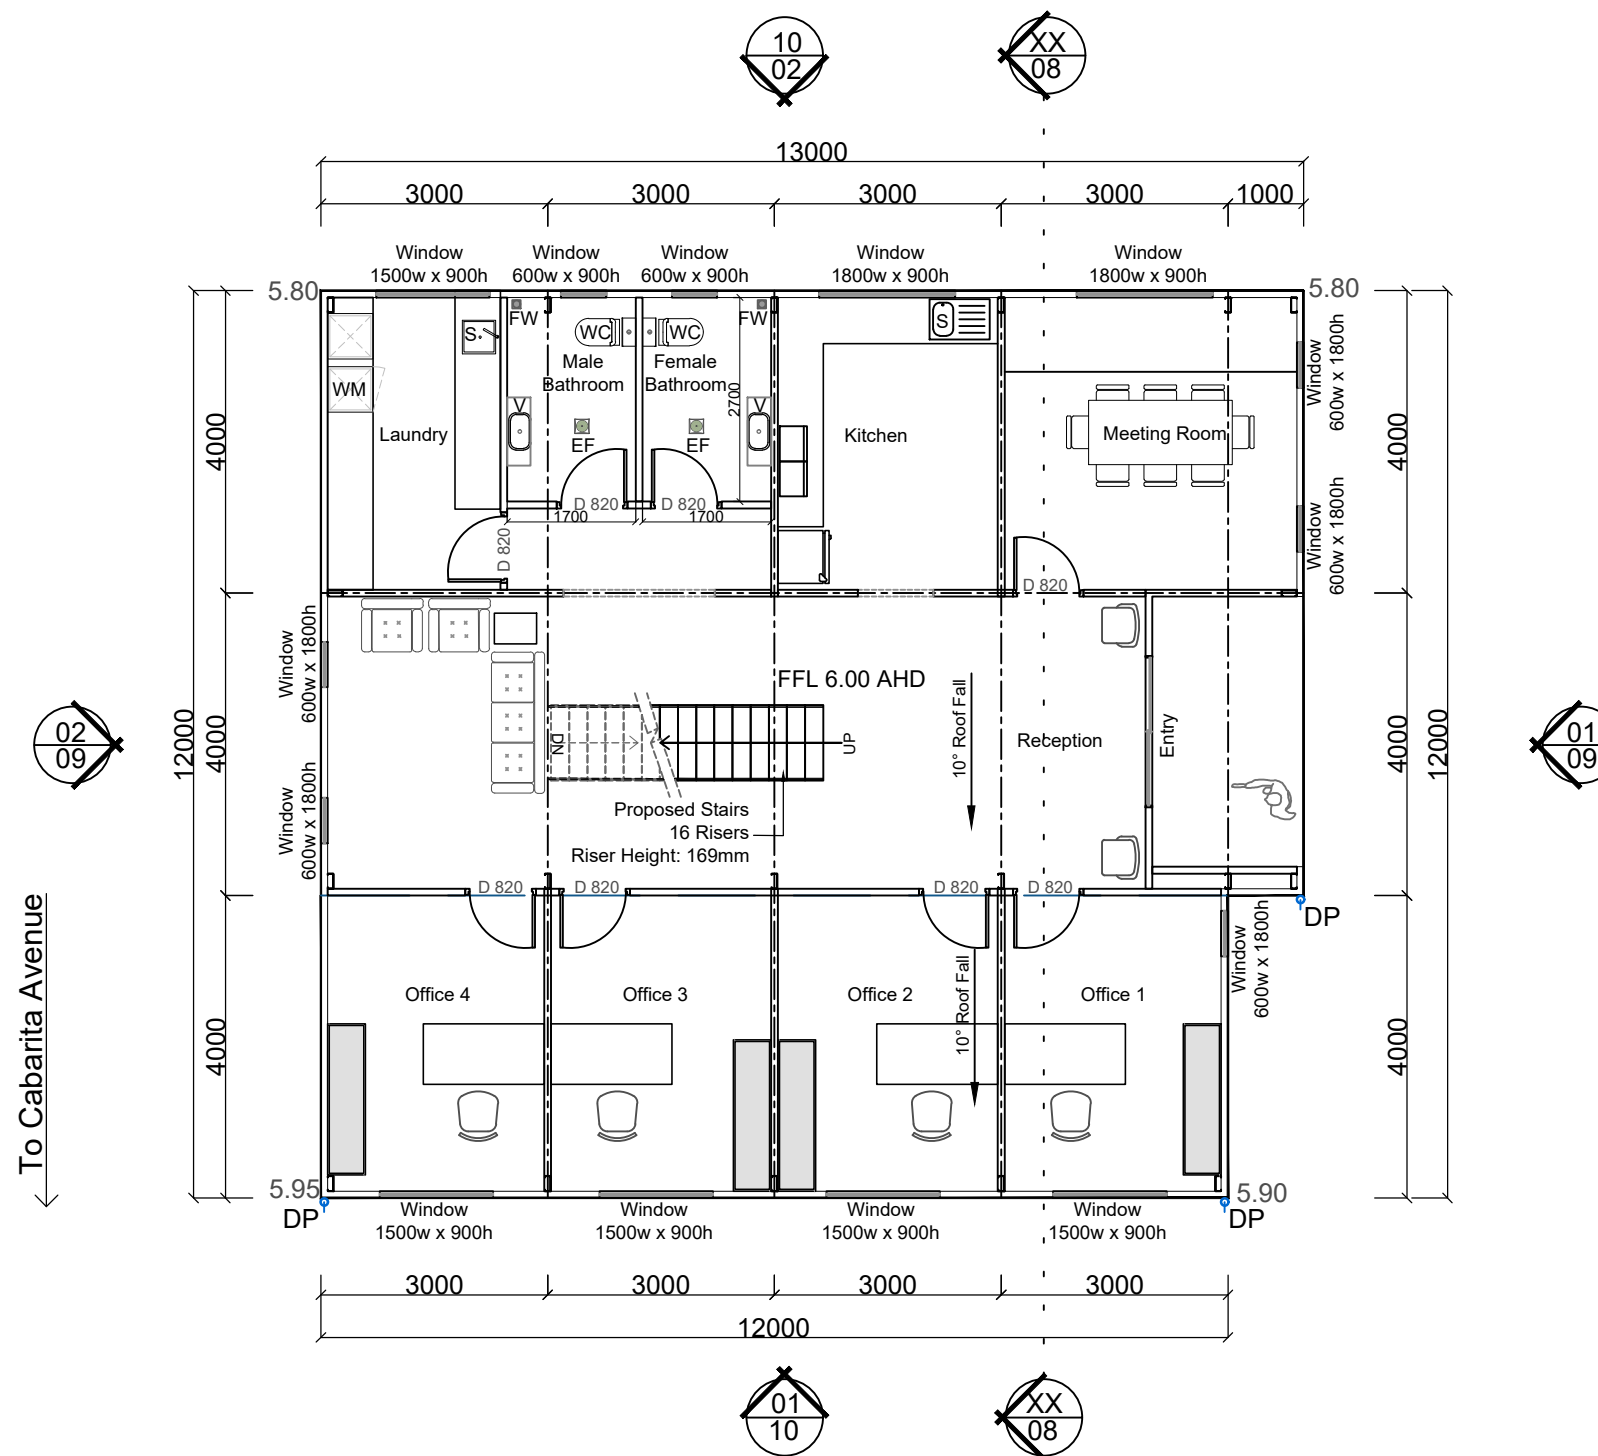 10
02
XX
08
13000
3000
3000
3000
3000
1000
Window
1500w x 900h
Window
600w x 900h
Window
600w x 900h
Window
1800w x 900h
Window
1800w x 900h
5.80
5.80
FW
WC
WC
FW
S
S
WM
Male
Bathroom
Female
Bathroom
2700
V
V
EF
EF
Laundry
Kitchen
Meeting Room
Window
600w x 1800h
Window
600w x 1800h
4000
4000
D 820
D 820
1700
1700
D 820
D 820
Window
600w x 1800h
Window
600w x 1800h
FFL 6.00 AHD
10° Roof Fall
Reception
Entry
DN
UP
Proposed Stairs
16 Risers
Riser Height: 169mm
02
09
12000
4000
4000
12000
01
09
D 820
D 820
D 820
D 820
DP
Window
600w x 1800h
To Cabarita Avenue
Office 4
Office 3
Office 2
Office 1
10° Roof Fall
4000
4000
5.95
DP
5.90
DP
Window
1500w x 900h
Window
1500w x 900h
Window
1500w x 900h
Window
1500w x 900h
3000
3000
3000
3000
12000
01
10
XX
08